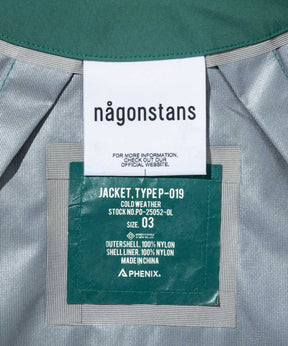 någonstans
FOR MORE INFORMATION,
CHECK OUT OUR
OFFICIAL WEBSITE.
JACKET, TYPE P-019
COLD WEATHER
STOCK NO. PO-25052-OL
SIZE. 03
OUTERSHELL. 100% NYLON
SHELL LINER. 100% NYLON
MADE IN CHINA
PHENIX.